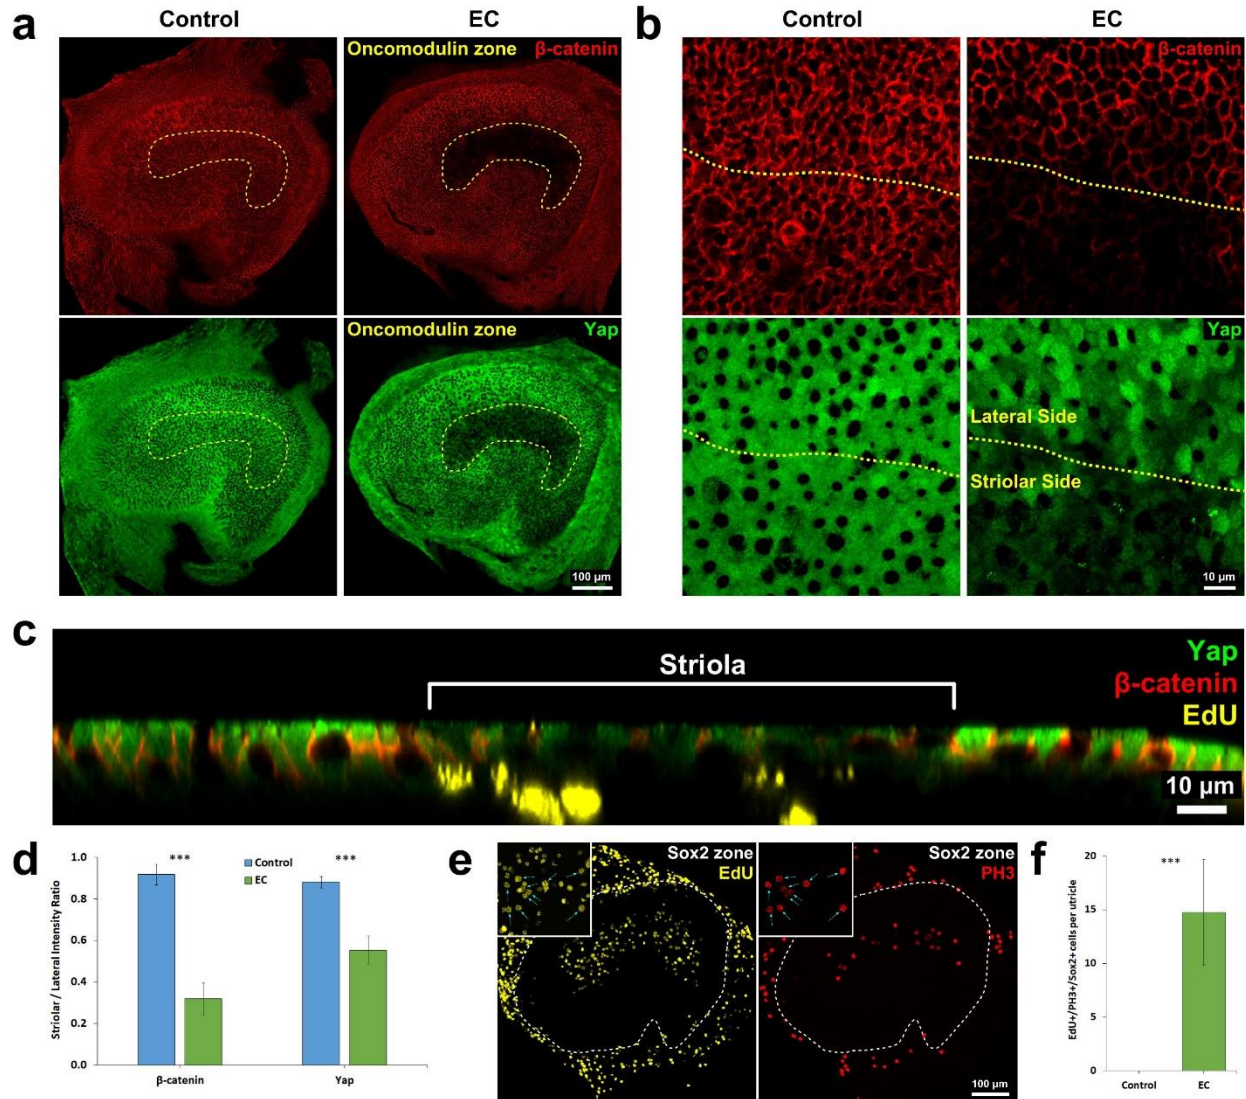 a
Control
EC
Oncomodulin zone
β-catenin
Oncomodulin zone
Yap
100 µm
b
Control
EC
β-catenin
Yap
Lateral Side
Striolar Side
10 µm
c
Striola
Yap
β-catenin
EdU
10 µm
d
Striolar / Lateral Intensity Ratio
1.0
0.8
0.6
0.4
0.2
0.0
***
***
Control
EC
β-catenin
Yap
e
Sox2 zone
EdU
Sox2 zone
PH3
100 µm
f
EdU+/PH3+/Sox2+cells per utricle
20
15
10
5
0
***
Control
EC